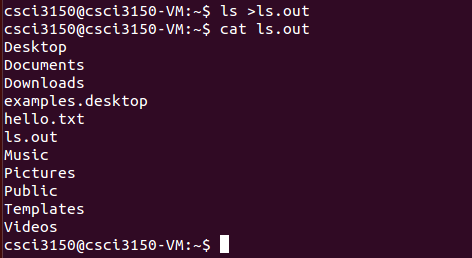 csci3150@csci3150-VM:~$ ls >ls.out
csci3150@csci3150-VM:~$ cat ls.out
Desktop
Documents
Downloads
examples.desktop
hello.txt
ls.out
Music
Pictures
Public
Templates
Videos
csci3150@csci3150-VM:~$